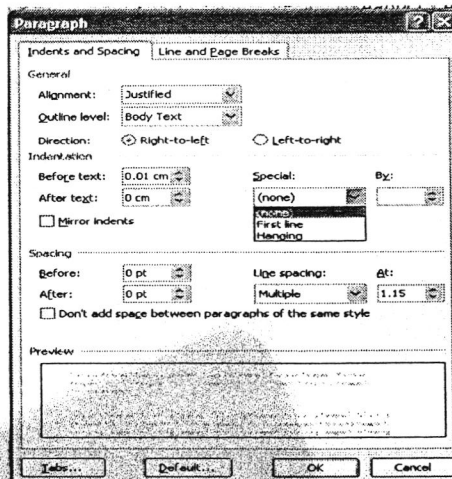 Paragraph
Indents and Spacing Line and Page Breaks
General
Alignment: Justified
Outline level: Body Text
Direction: Right-to-left Left-to-right
Indentation
Before text: 0.01 cm Special: By:
After text: 0 cm (none)
(none)
First line
Hanging
Mirror indents
Spacing
Before: 0 pt Line spacing: At:
After: 0 pt Multiple 1.15
Don't add space between paragraphs of the same style
Preview
Tabs... Default... OK Cancel